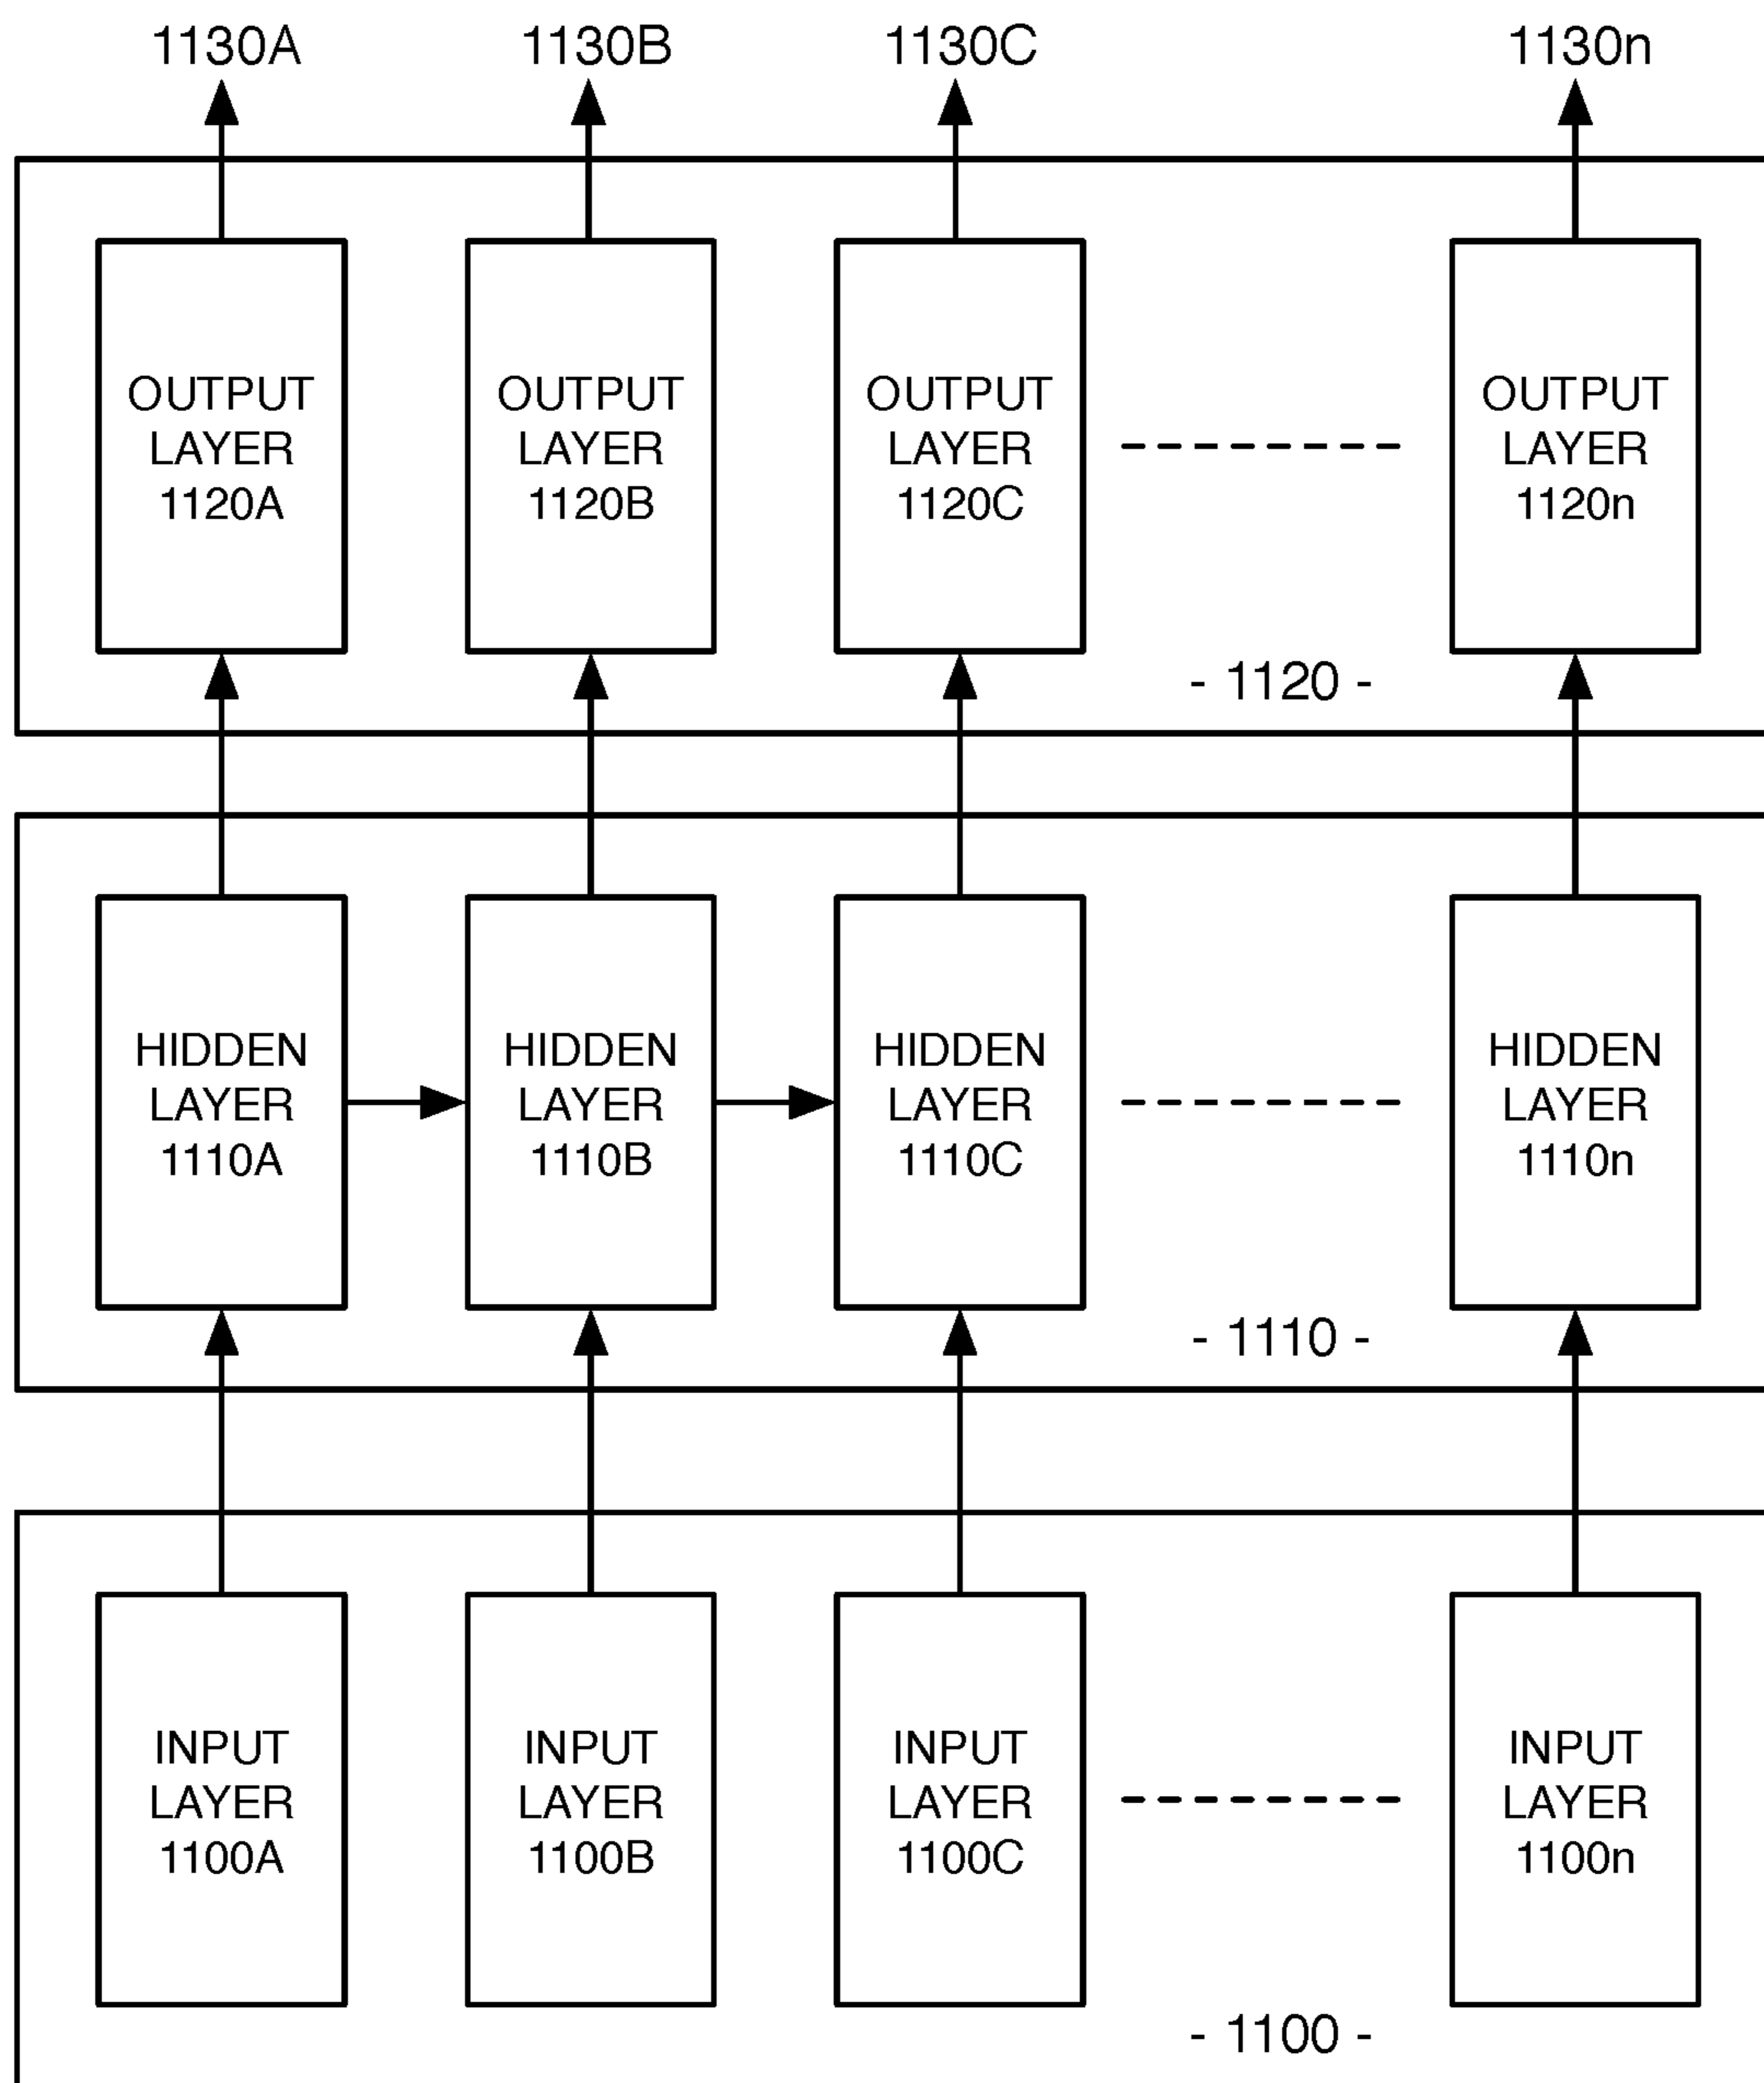 1130A 1130B 1130C 1130n
OUTPUT
LAYER
1120A
OUTPUT
LAYER
1120B
OUTPUT
LAYER
1120C
OUTPUT
LAYER
1120n
- 1120 -
HIDDEN
LAYER
1110A
HIDDEN
LAYER
1110B
HIDDEN
LAYER
1110C
HIDDEN
LAYER
1110n
- 1110 -
INPUT
LAYER
1100A
INPUT
LAYER
1100B
INPUT
LAYER
1100C
INPUT
LAYER
1100n
- 1100 -